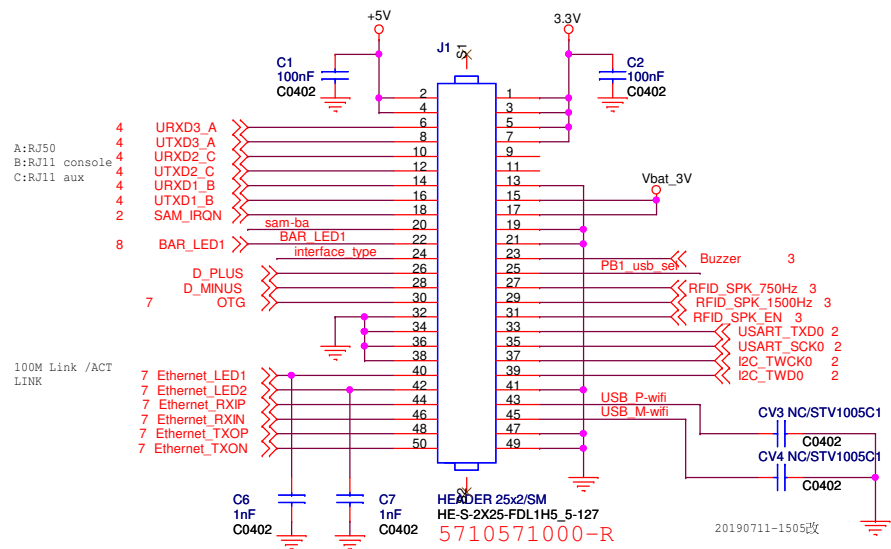 +5V
3.3V
J1
S1
C1
100nF
C0402
C2
100nF
C0402
2 1
4 3
4 URXD3_A 6 5
4 UTXD3_A 8 7
A:RJ50
B:RJ11 console
C:RJ11 aux
4 URXD2_C 10 9
4 UTXD2_C 12 11
4 URXD1_B 14 13
4 UTXD1_B 16 15
Vbat_3V
2 SAM_IRQN 18 17
sam-ba 20 19
8 BAR_LED1 BAR_LED1 22 21
interface_type 24 23 Buzzer 3
D_PLUS 26 25 PB1_usb_sel
D_MINUS 28 27 RFID_SPK_750Hz 3
7 OTG 30 29 RFID_SPK_1500Hz 3
32 31 RFID_SPK_EN 3
34 33 USART_TXD0 2
36 35 USART_SCK0 2
38 37 I2C_TWCK0 2
100M Link /ACT
LINK
7 Ethernet_LED1 40 39 I2C_TWD0 2
7 Ethernet_LED2 42 41
7 Ethernet_RXIP 44 43 USB_P-wifi
7 Ethernet_RXIN 46 45 USB_M-wifi
7 Ethernet_TXOP 48 47
7 Ethernet_TXON 50 49
CV3 NC/STV1005C1
C0402
CV4 NC/STV1005C1
C0402
C6
1nF
C0402
C7
1nF
C0402
S2
HEADER 25x2/SM
HE-S-2X25-FDL1H5_5-127
5710571000-R
20190711-1505改